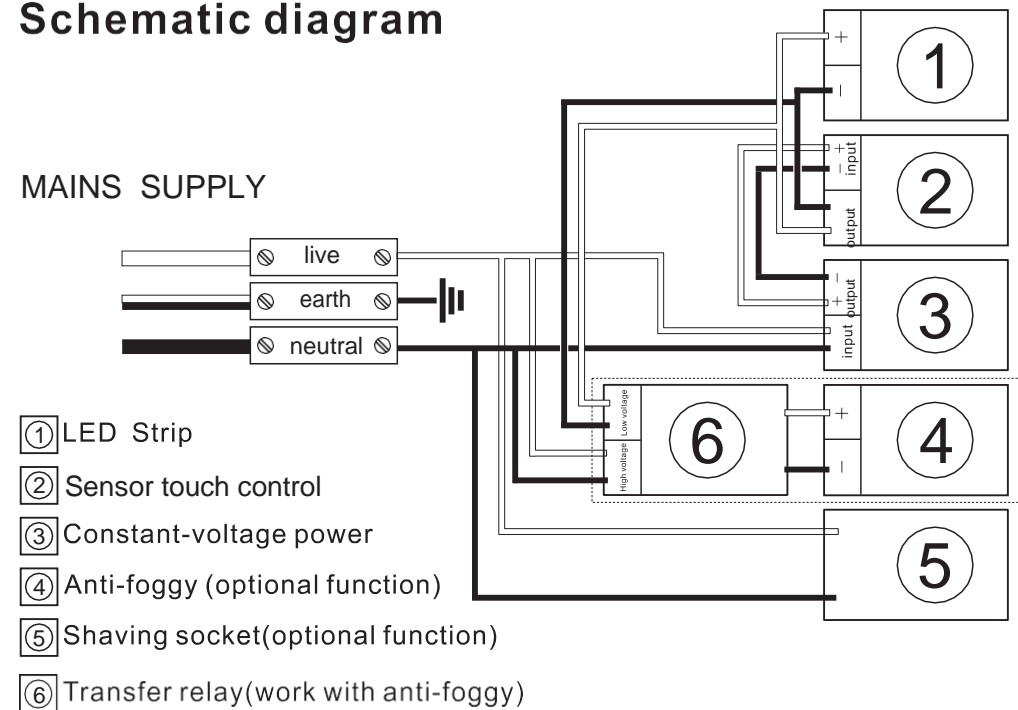 Schematic diagram
MAINS SUPPLY
live
earth
neutral
+
−
1
+
−
input
output
2
−
+
output
input
3
Low voltage
High voltage
6
+
−
4
5
1 LED Strip
2 Sensor touch control
3 Constant-voltage power
4 Anti-foggy (optional function)
5 Shaving socket(optional function)
6 Transfer relay(work with anti-foggy)